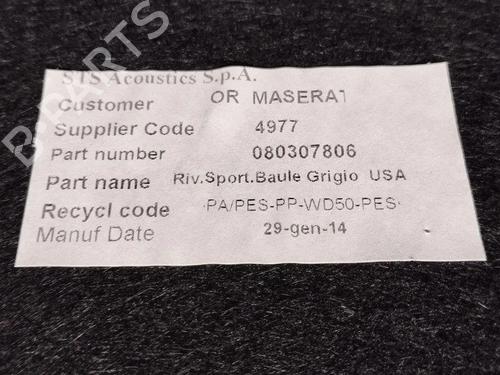 B-PARTS
STS Acoustics S.p.A.
Customer OR MASERAT
Supplier Code 4977
Part number 080307806
Part name Riv.Sport.Baule Grigio USA
Recycl code PA/PES-PP-WD50-PES
Manuf Date 29-gen-14